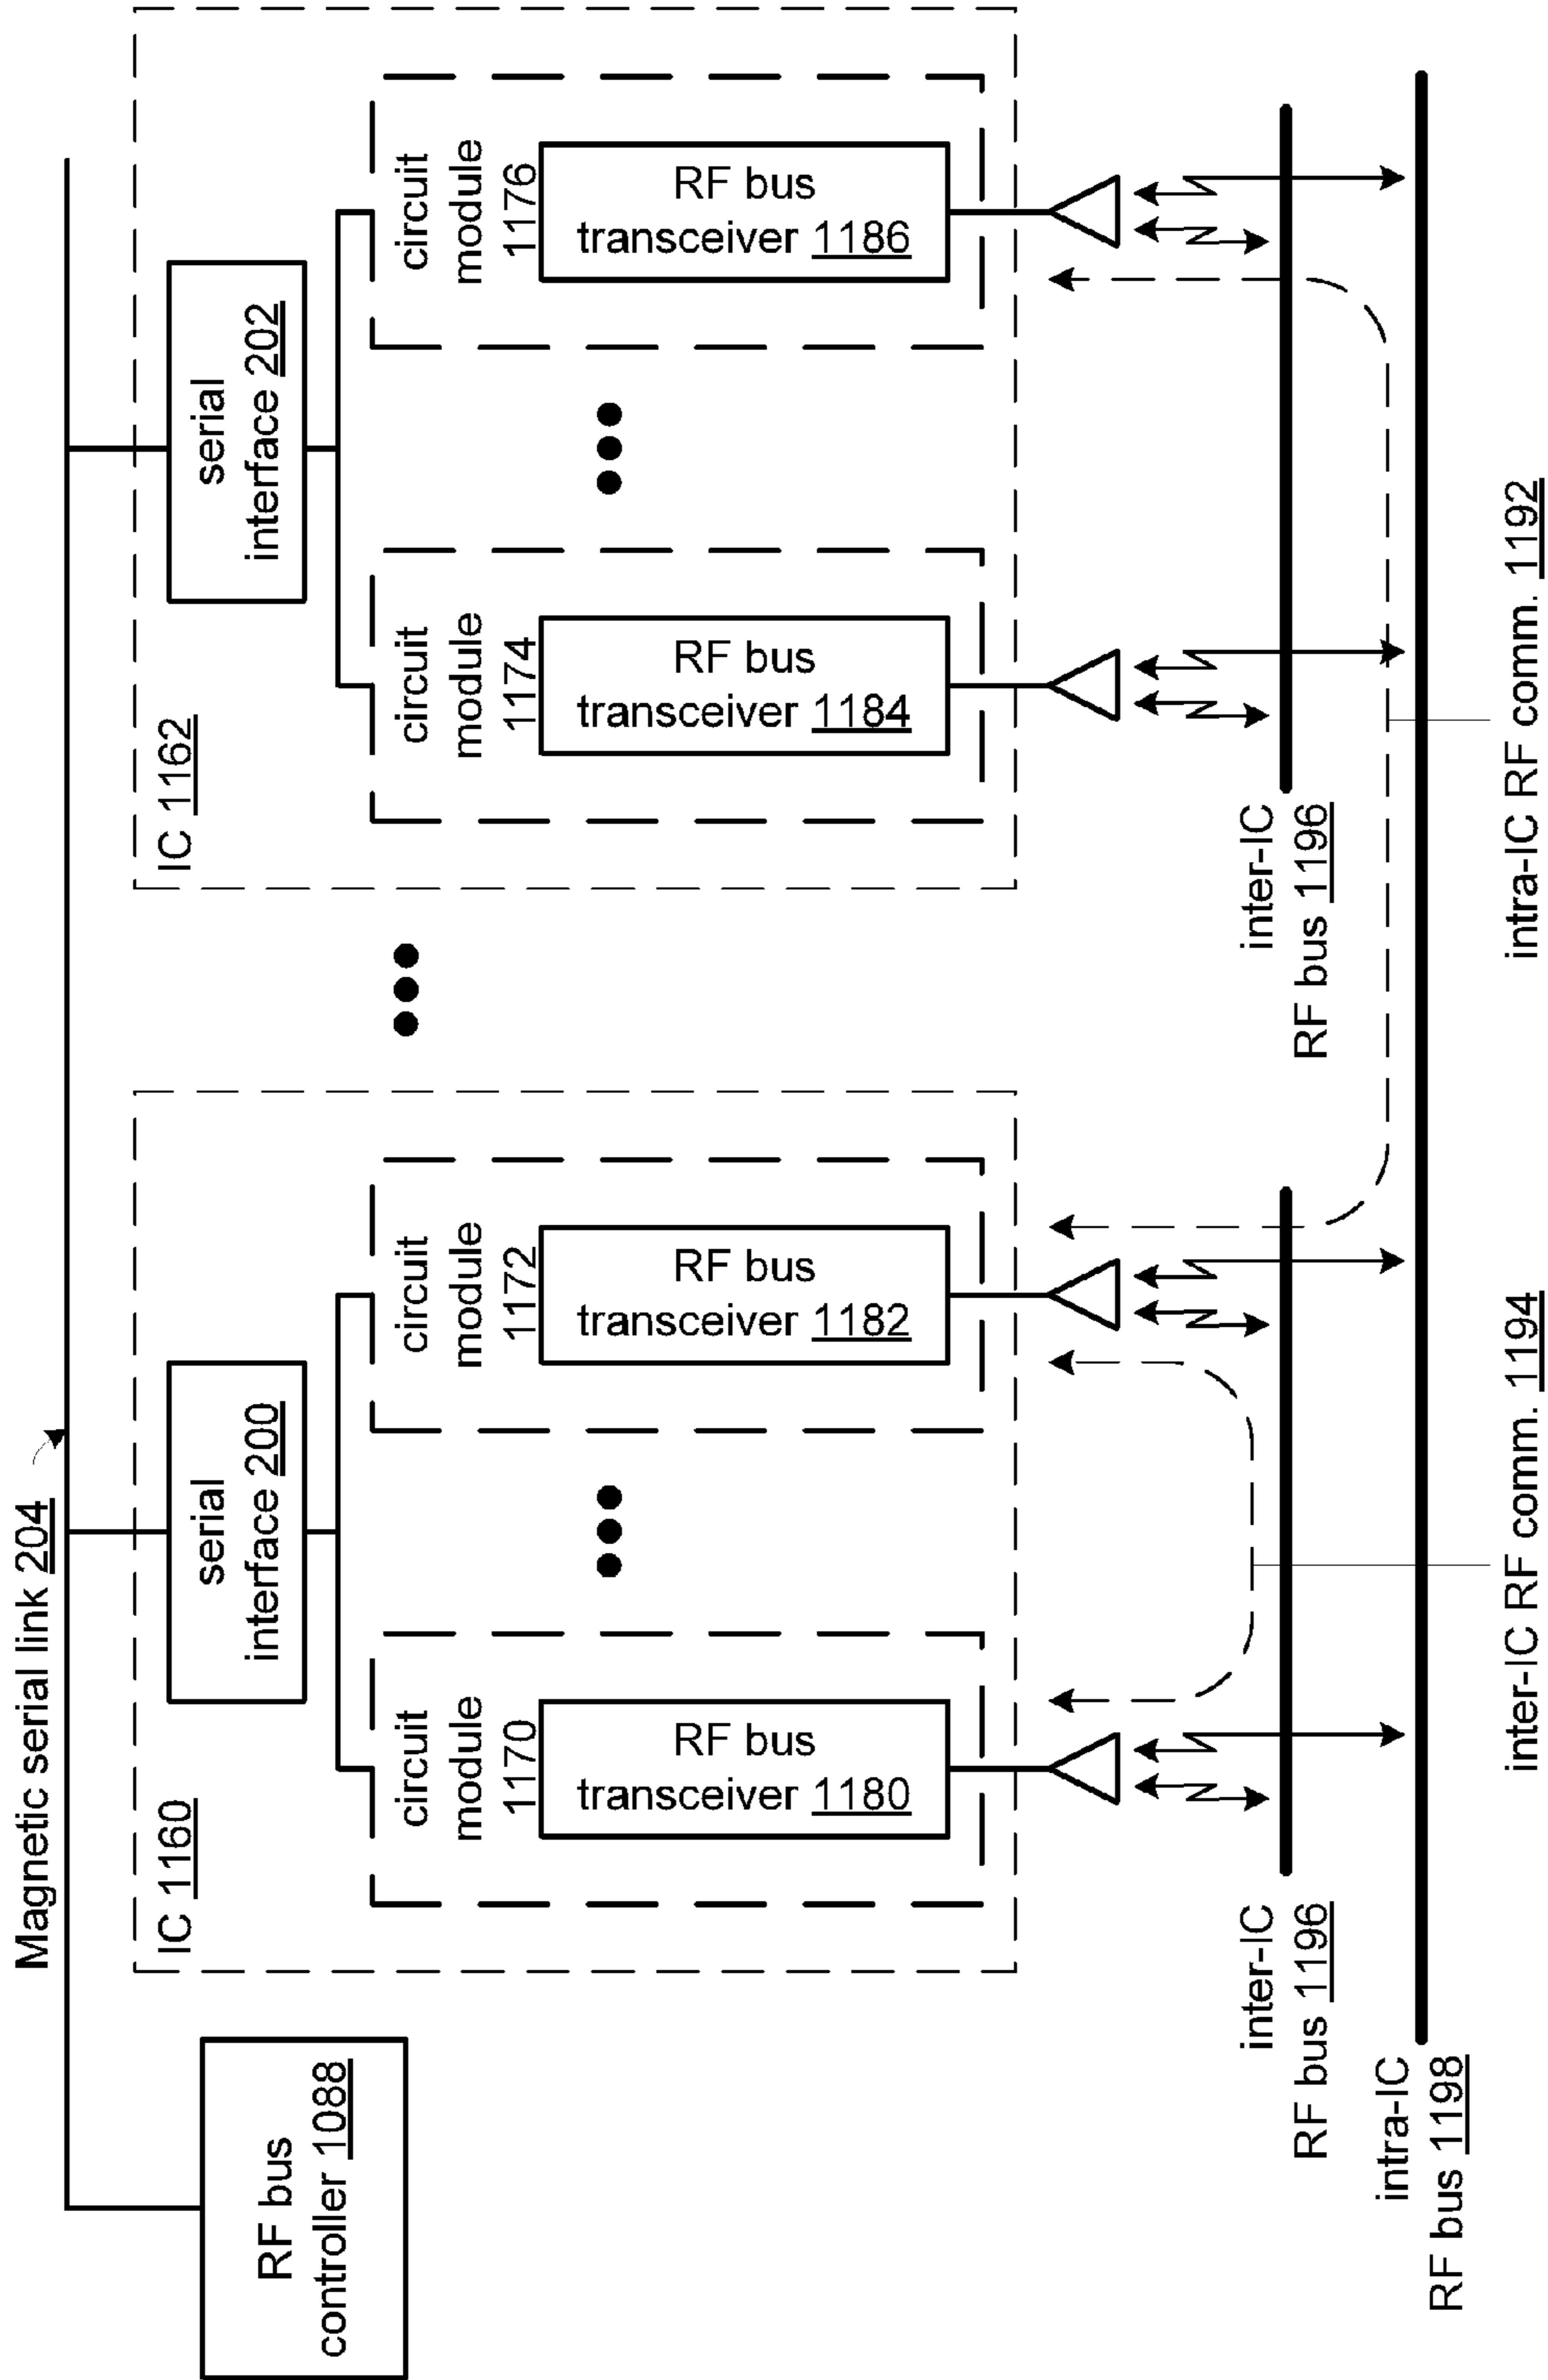 Magnetic serial link 204
RF bus
controller 1088
IC 1160
serial
interface 200
circuit
module
1170
RF bus
transceiver 1180
circuit
module
1172
RF bus
transceiver 1182
IC 1162
serial
interface 202
circuit
module
1174
RF bus
transceiver 1184
circuit
module
1176
RF bus
transceiver 1186
inter-IC
RF bus 1196
inter-IC
RF bus 1196
intra-IC
RF bus 1198
inter-IC RF comm. 1194
intra-IC RF comm. 1192